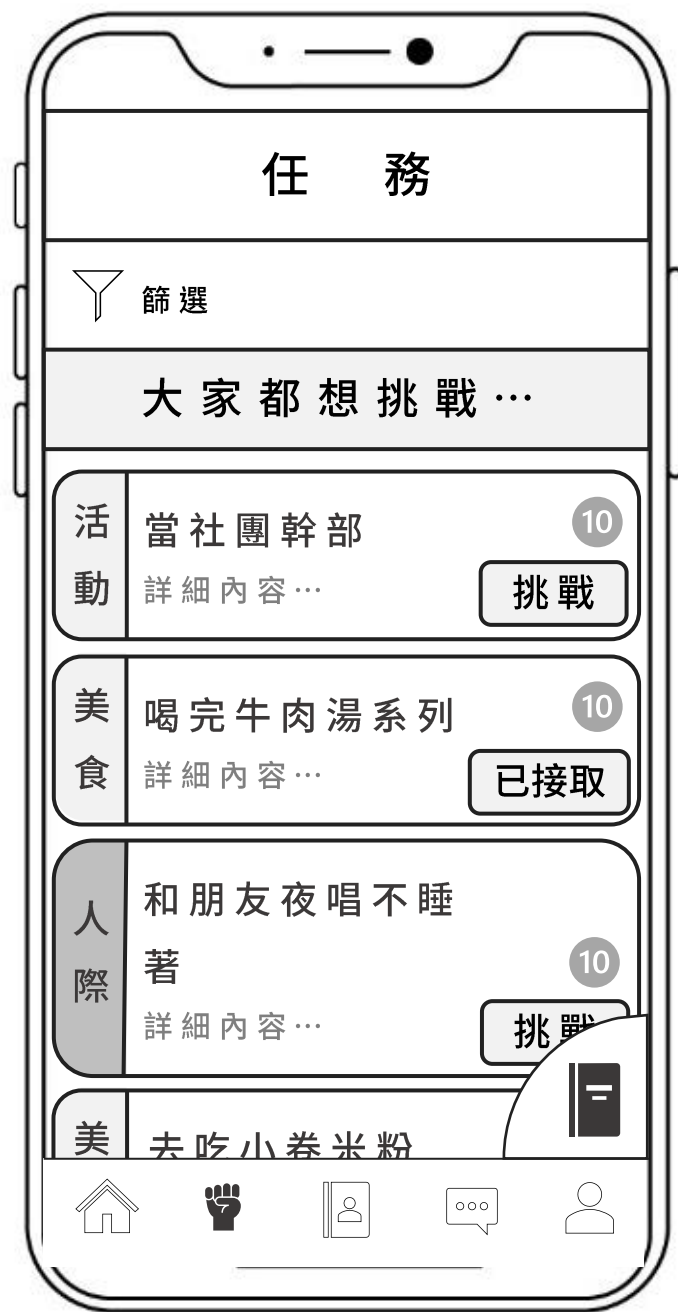 任務
篩選
大家都想挑戰…
活動
當社團幹部
10
詳細內容…
挑戰
美食
喝完牛肉湯系列
10
詳細內容…
已接取
人際
和朋友夜唱不睡
著
10
詳細內容…
挑戰
美
去吃小卷米粉